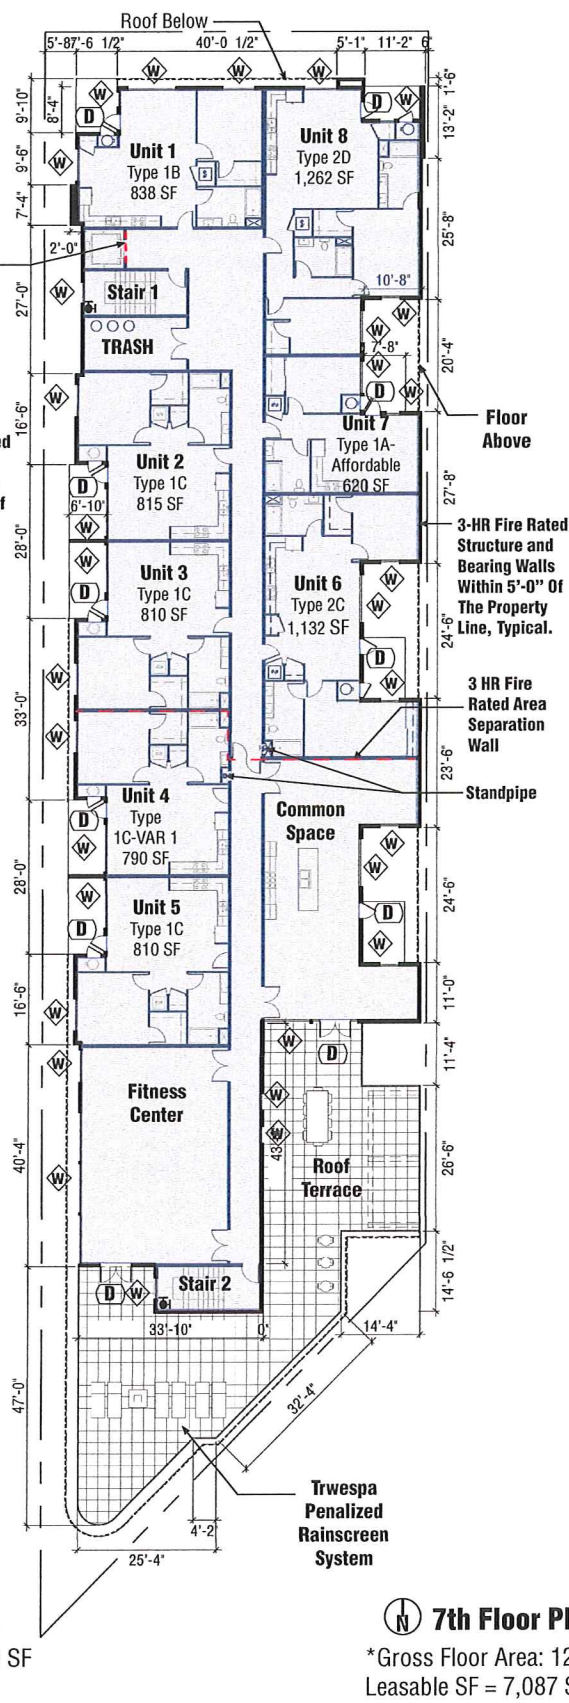 Roof Below
5'-8"
7'-6 1/2"
40'-0 1/2"
5'-1"
11'-2"
6
1'-6"
9'-10"
8'-4"
13'-2"
W
W
W
W
D
D
W
Unit 1
Type 1B
838 SF
Unit 8
Type 2D
1,262 SF
9'-6"
W
7'-4"
25'-8"
2'-0"
10'-8"
27'-0"
W
Stair 1
W
W
7'-8"
20'-4"
TRASH
W
D
W
W
Floor
Above
16'-6"
ed
Unit 7
Type 1A-
Affordable
620 SF
Unit 2
Type 1C
815 SF
27'-8"
D
6'-10"
W
f
3-HR Fire Rated
Structure and
Bearing Walls
Within 5'-0" Of
The Property
Line, Typical.
28'-0"
W
D
Unit 3
Type 1C
810 SF
Unit 6
Type 2C
1,132 SF
W
W
D
W
24'-6"
W
33'-0"
W
3 HR Fire
Rated Area
Separation
Wall
23'-6"
Standpipe
Unit 4
Type
1C-VAR 1
790 SF
Common
Space
D
W
28'-0"
W
W
D
W
24'-6"
W
D
Unit 5
Type 1C
810 SF
16'-6"
W
11'-0"
W
D
11'-4"
W
Fitness
Center
W
W
43'
40'-4"
W
Roof
Terrace
26'-6"
D
W
Stair 2
14'-6 1/2"
33'-10"
0'
14'-4"
47'-0"
32'-4"
Trwespa
Penalized
Rainscreen
System
4'-2
25'-4"
N
7th Floor Pl
SF
*Gross Floor Area: 12
Leasable SF = 7,087 S